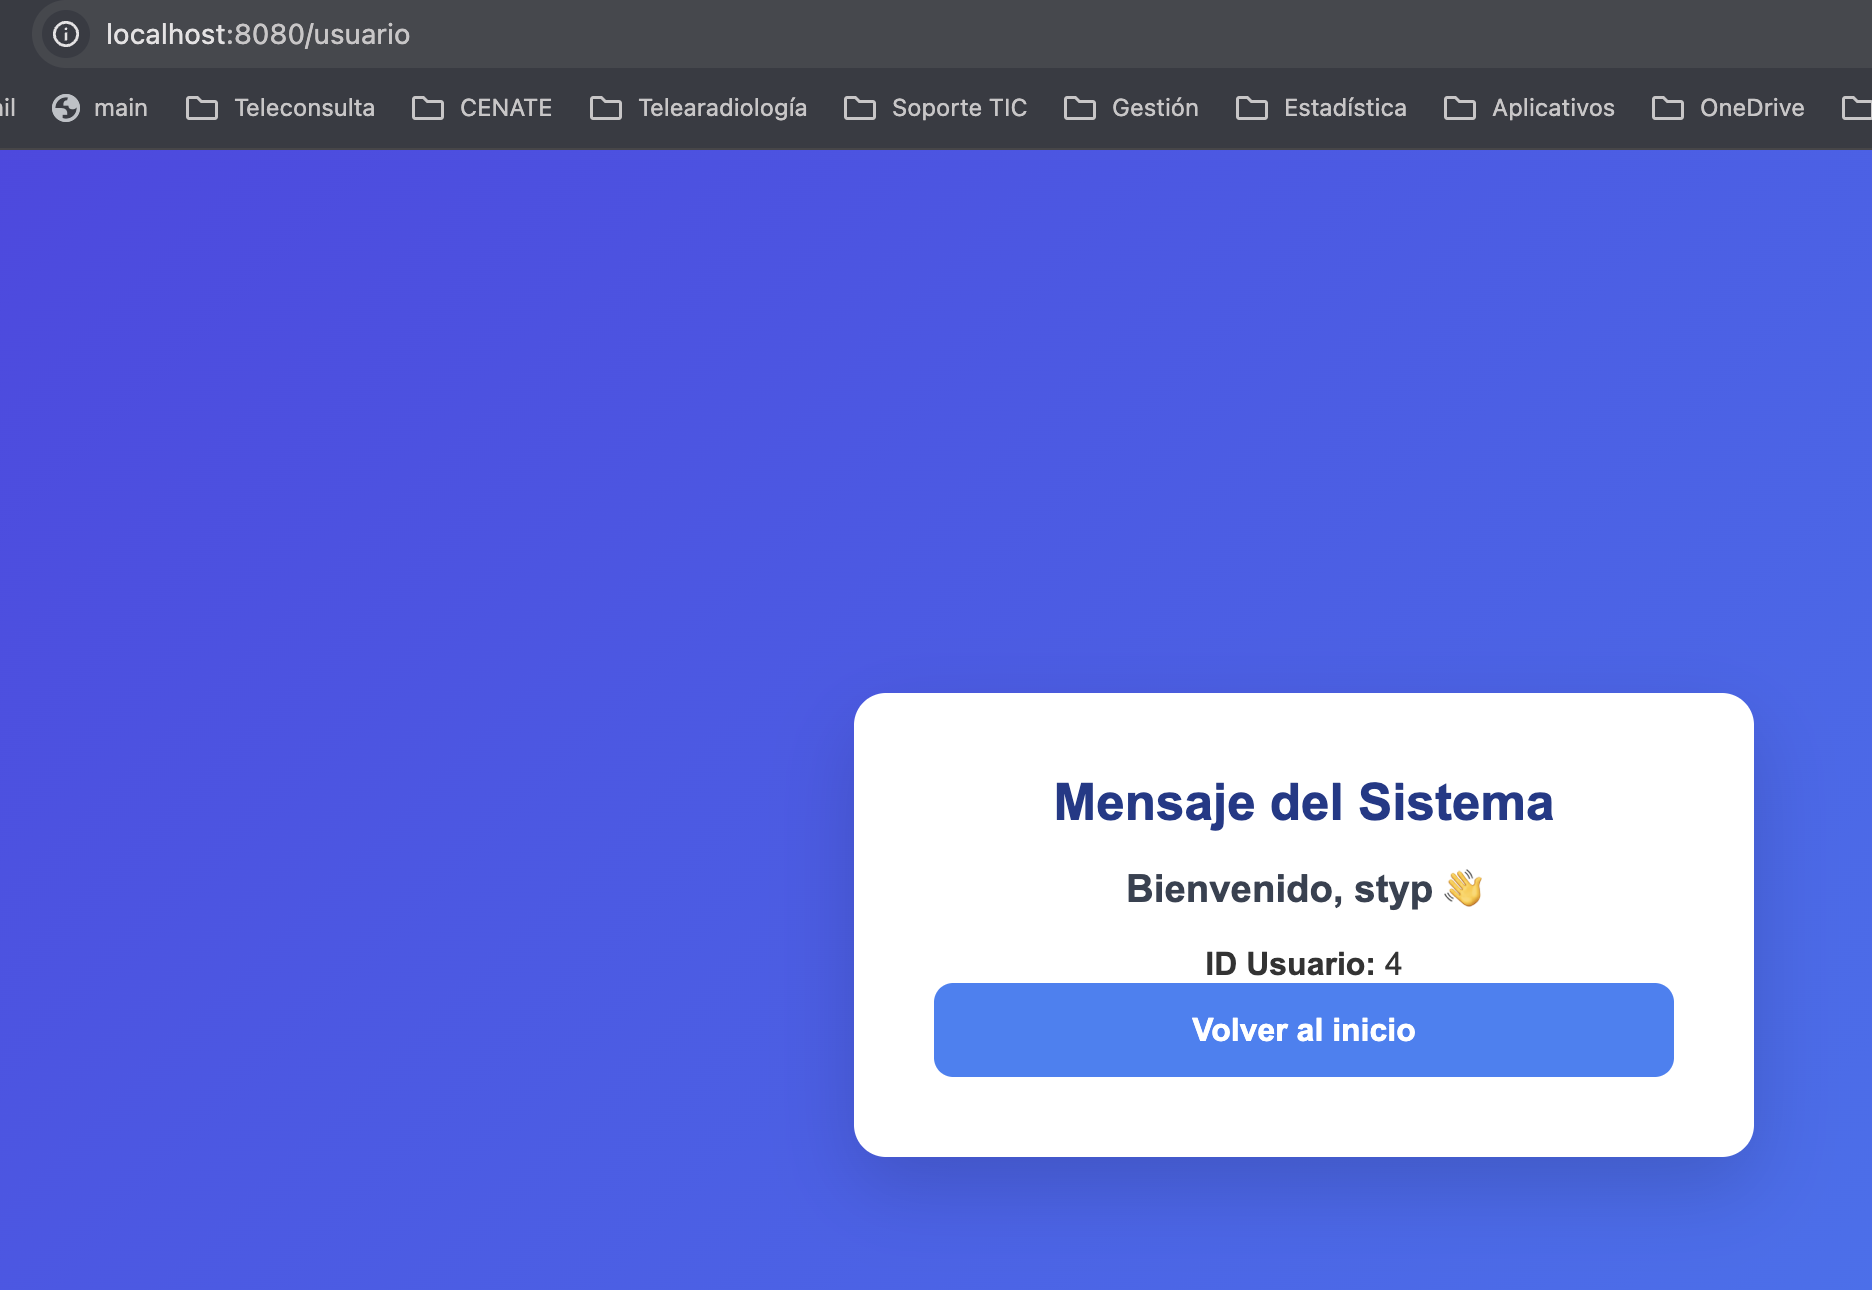 localhost:8080/usuario
il main Teleconsulta CENATE Telearadiología Soporte TIC Gestión Estadística Aplicativos OneDrive
Mensaje del Sistema
Bienvenido, styp 👋
ID Usuario: 4
Volver al inicio